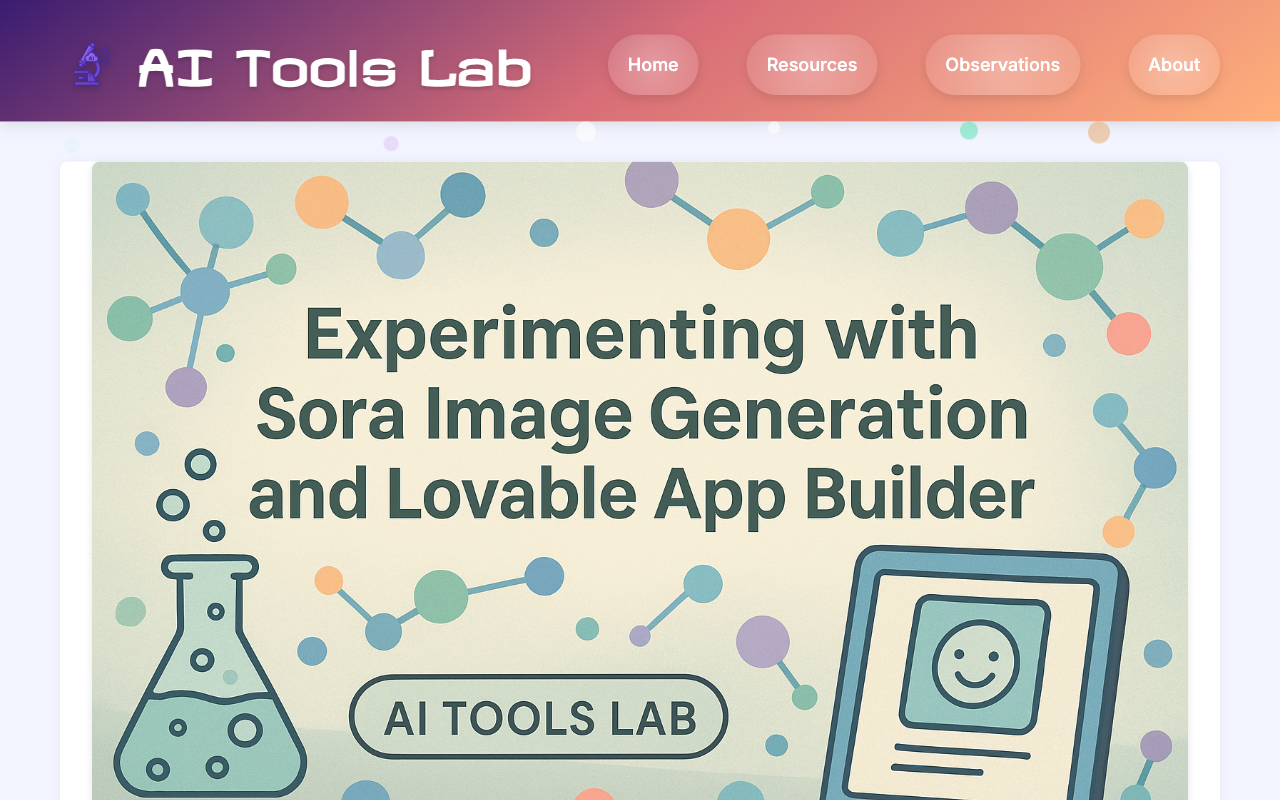 AI Tools Lab
Home
Resources
Observations
About
Experimenting with
Sora Image Generation
and Lovable App Builder
AI TOOLS LAB